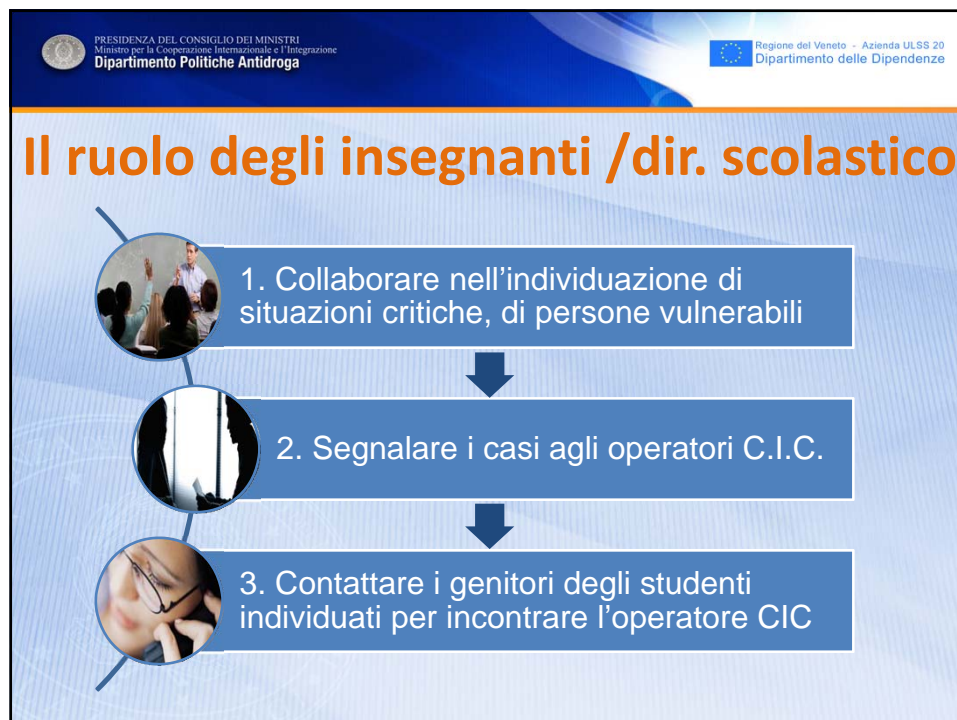 PRESIDENZA DEL CONSIGLIO DEI MINISTRI
Ministro per la Cooperazione Internazionale e l'Integrazione
Dipartimento Politiche Antidroga
Regione del Veneto - Azienda ULSS 20
Dipartimento delle Dipendenze
Il ruolo degli insegnanti /dir. scolastico
1. Collaborare nell’individuazione di
situazioni critiche, di persone vulnerabili
2. Segnalare i casi agli operatori C.I.C.
3. Contattare i genitori degli studenti
individuati per incontrare l’operatore CIC